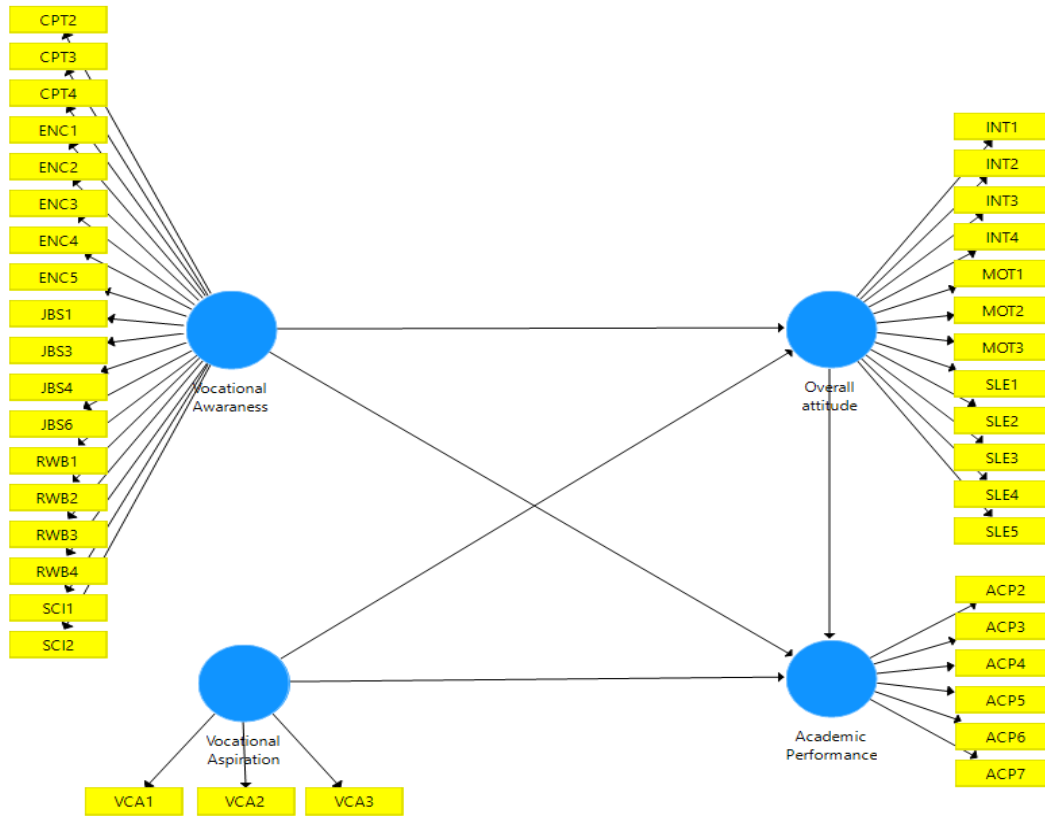 CPT2
CPT3
CPT4
ENC1
ENC2
ENC3
ENC4
ENC5
JBS1
JBS3
JBS4
JBS6
RWB1
RWB2
RWB3
RWB4
SCI1
SCI2
Vocational
Awaraness
INT1
INT2
INT3
INT4
MOT1
MOT2
MOT3
SLE1
SLE2
SLE3
SLE4
SLE5
Overall
attitude
Vocational
Aspiration
VCA1
VCA2
VCA3
Academic
Performance
ACP2
ACP3
ACP4
ACP5
ACP6
ACP7